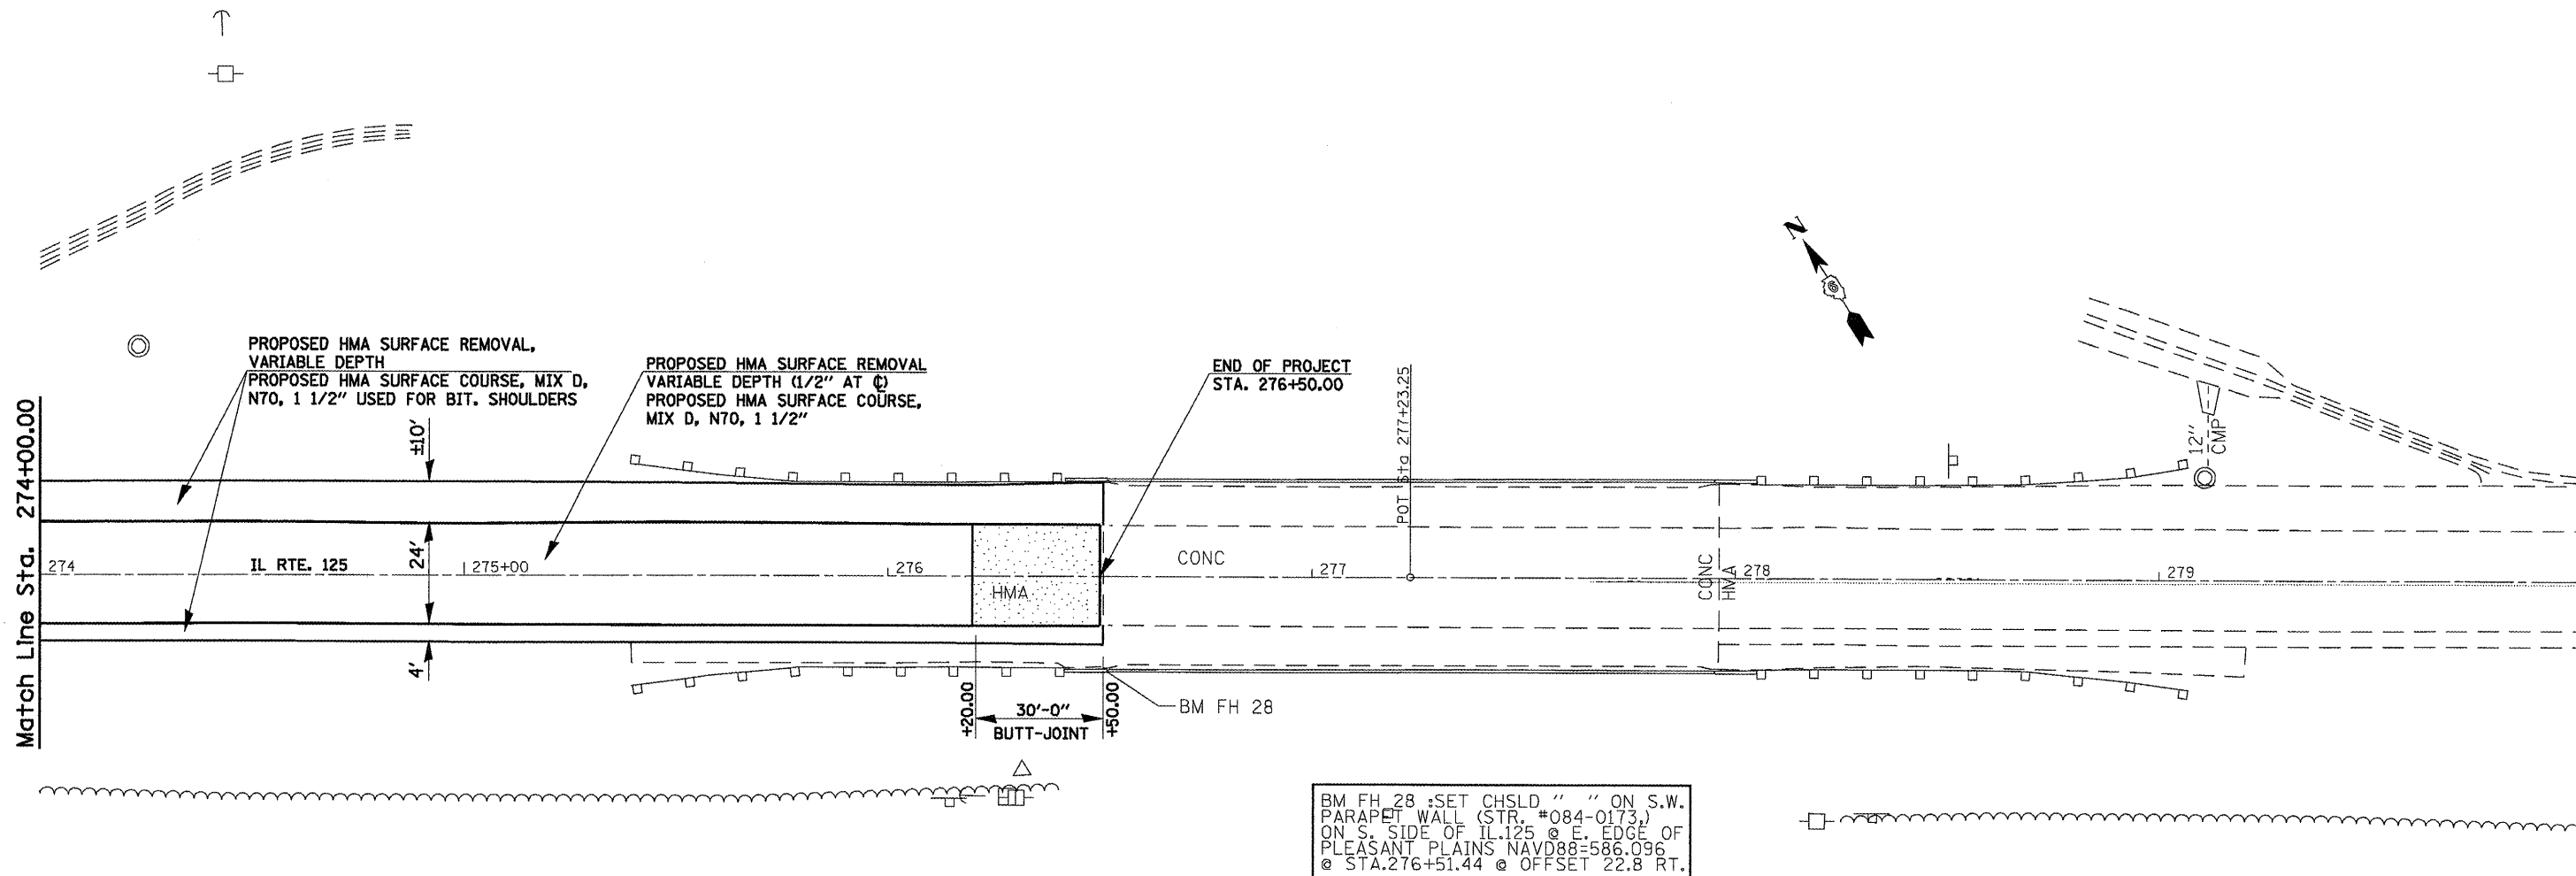 N
PROPOSED HMA SURFACE REMOVAL,
VARIABLE DEPTH
PROPOSED HMA SURFACE COURSE, MIX D,
N70, 1 1/2" USED FOR BIT. SHOULDERS
PROPOSED HMA SURFACE REMOVAL
VARIABLE DEPTH (1/2" AT ℄)
PROPOSED HMA SURFACE COURSE,
MIX D, N70, 1 1/2"
END OF PROJECT
STA. 276+50.00
POT Sta 277+23.25
12"
CMP
Match Line Sta. 274+00.00
±10'
24'
4'
274
IL RTE. 125
275+00
276
HMA
CONC
277
CONC
HMA
278
279
+20.00
30'-0"
BUTT-JOINT
+50.00
BM FH 28
BM FH 28 :SET CHSLD " " ON S.W.
PARAPET WALL (STR. #084-0173,)
ON S. SIDE OF IL.125 @ E. EDGE OF
PLEASANT PLAINS NAVD88=586.096
@ STA.276+51.44 @ OFFSET 22.8 RT.